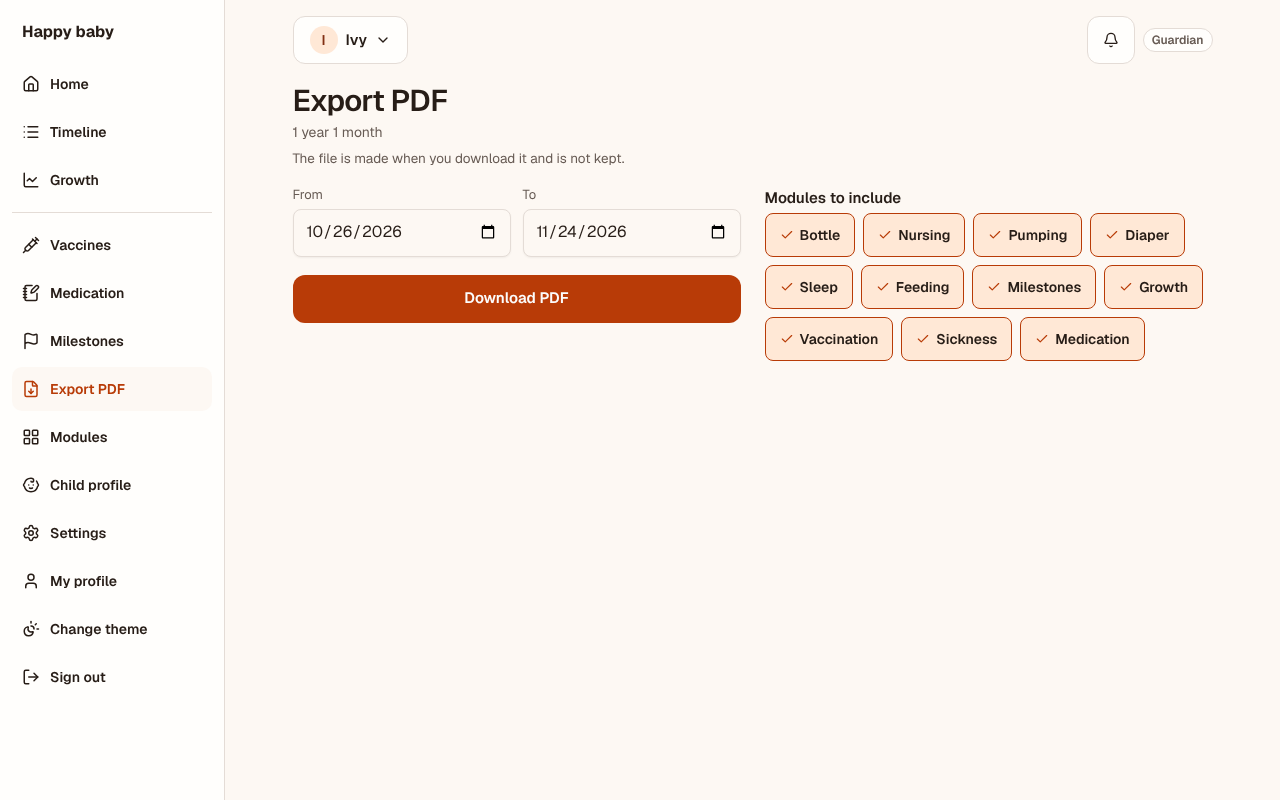 Happy baby
Home
Timeline
Growth
Vaccines
Medication
Milestones
Export PDF
Modules
Child profile
Settings
My profile
Change theme
Sign out
I Ivy
Guardian
Export PDF
1 year 1 month
The file is made when you download it and is not kept.
From To
10/26/2026 11/24/2026
Download PDF
Modules to include
Bottle Nursing Pumping Diaper
Sleep Feeding Milestones Growth
Vaccination Sickness Medication